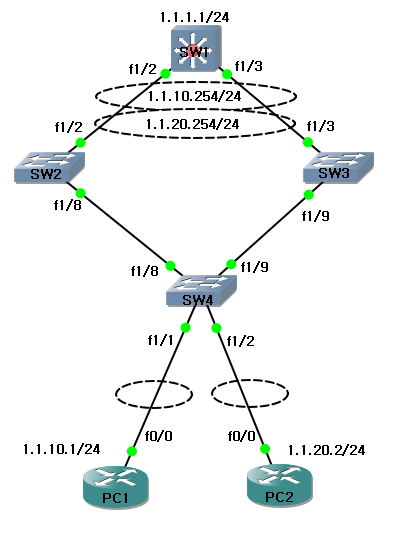 1.1.1.1/24
SW1
f1/2
f1/3
1.1.10.254/24
1.1.20.254/24
f1/2
f1/3
SW2
SW3
f1/8
f1/9
f1/8
f1/9
SW4
f1/1
f1/2
f0/0
f0/0
1.1.10.1/24
1.1.20.2/24
PC1
PC2